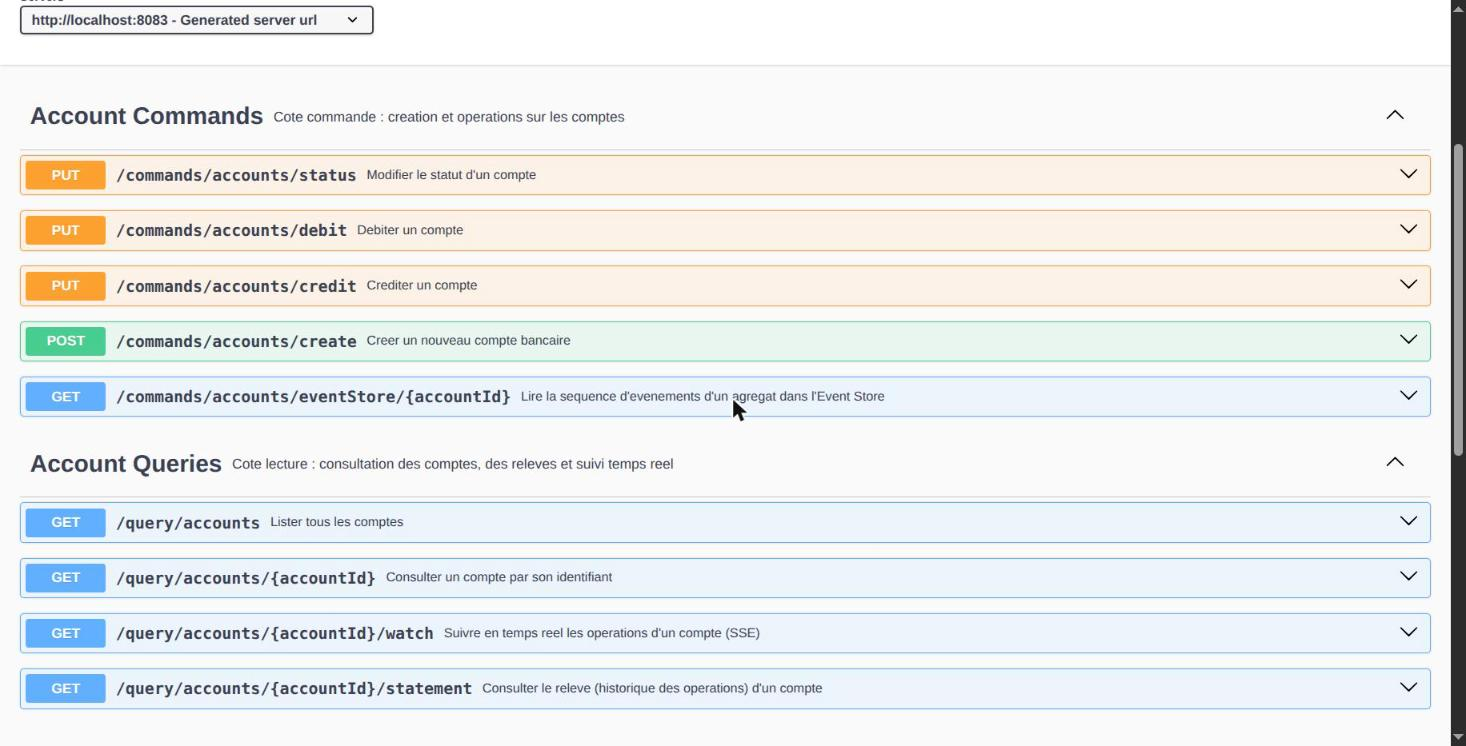 http://localhost:8083 - Generated server url
Account Commands Cote commande : creation et operations sur les comptes
PUT /commands/accounts/status Modifier le statut d'un compte
PUT /commands/accounts/debit Debiter un compte
PUT /commands/accounts/credit Crediter un compte
POST /commands/accounts/create Creer un nouveau compte bancaire
GET /commands/accounts/eventStore/{accountId} Lire la sequence d'evenements d'un agregat dans l'Event Store
Account Queries Cote lecture : consultation des comptes, des releves et suivi temps reel
GET /query/accounts Lister tous les comptes
GET /query/accounts/{accountId} Consulter un compte par son identifiant
GET /query/accounts/{accountId}/watch Suivre en temps reel les operations d'un compte (SSE)
GET /query/accounts/{accountId}/statement Consulter le releve (historique des operations) d'un compte